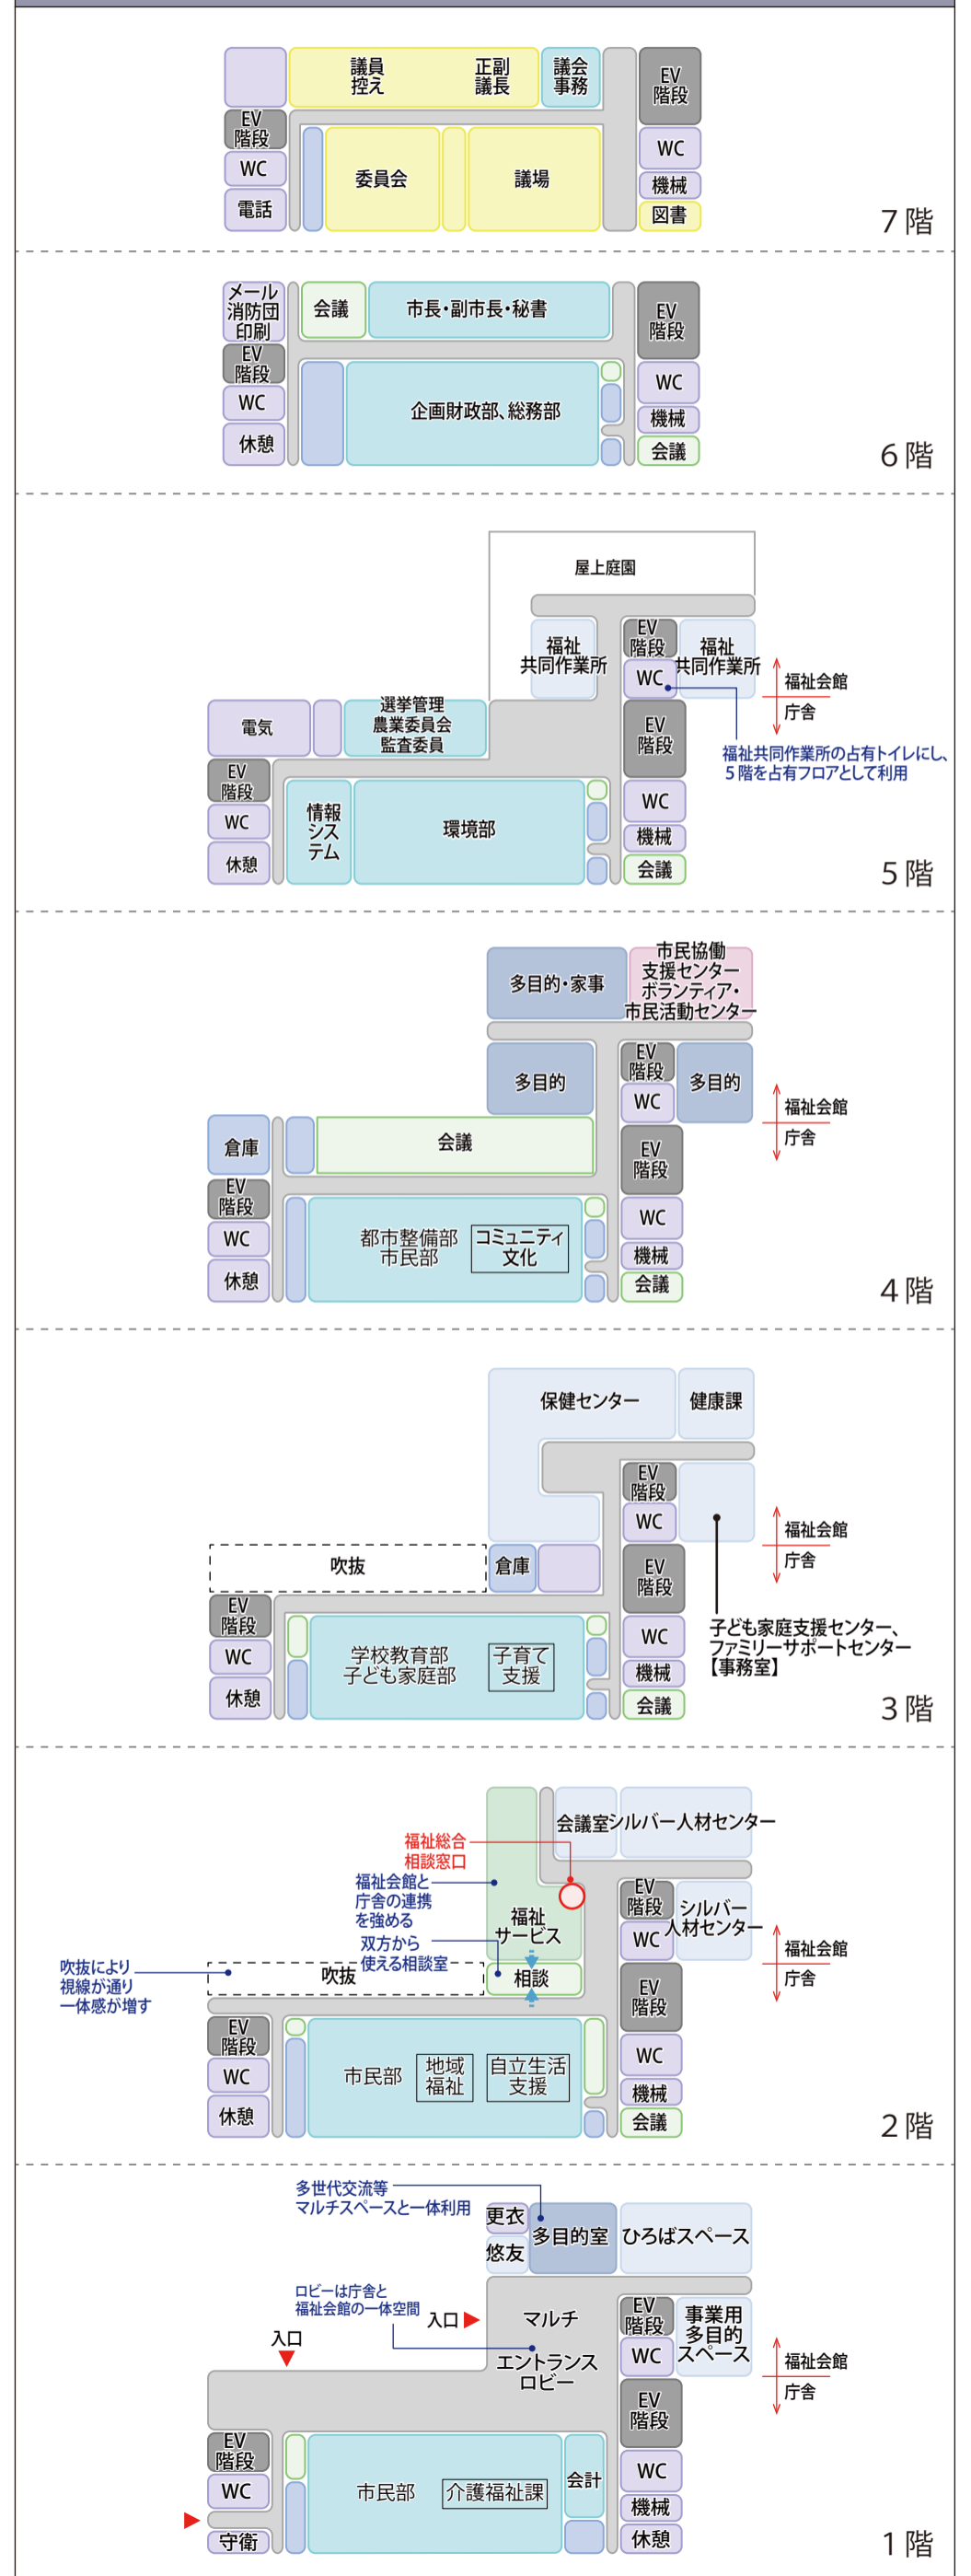 議員
控え
正副
議長
議会
事務
EV
階段
EV
階段
WC
電話
委員会
議場
WC
機械
図書
7 階
メール
消防団
印刷
会議
市長・副市長・秘書
EV
階段
EV
階段
WC
休憩
企画財政部、総務部
WC
機械
会議
6 階
屋上庭園
福祉
共同作業所
EV
階段
WC
福祉
共同作業所
福祉会館
庁舎
福祉共同作業所の占有トイレにし、
5 階を占有フロアとして利用
電気
選挙管理
農業委員会
監査委員
EV
階段
EV
階段
WC
休憩
情報
シス
テム
環境部
WC
機械
会議
5 階
多目的・家事
市民協働
支援センター
ボランティア・
市民活動センター
多目的
EV
階段
WC
多目的
福祉会館
庁舎
倉庫
会議
EV
階段
EV
階段
WC
休憩
都市整備部
市民部
コミュニティ
文化
WC
機械
会議
4 階
保健センター
健康課
EV
階段
WC
福祉会館
庁舎
吹抜
倉庫
EV
階段
子ども家庭支援センター、
ファミリーサポートセンター
【事務室】
EV
階段
WC
休憩
学校教育部
子ども家庭部
子育て
支援
WC
機械
会議
3 階
会議室
シルバー人材センター
福祉総合
相談窓口
福祉会館と
庁舎の連携
を強める
双方から
使える相談室
福祉
サービス
EV
階段
WC
シルバー
人材センター
福祉会館
庁舎
吹抜により
視線が通り
一体感が増す
吹抜
相談
EV
階段
EV
階段
WC
休憩
市民部
地域
福祉
自立生活
支援
WC
機械
会議
2 階
多世代交流等
マルチスペースと一体利用
更衣
悠友
多目的室
ひろばスペース
ロビーは庁舎と
福祉会館の一体空間
入口
入口
マルチ
エントランス
ロビー
EV
階段
WC
事業用
多目的
スペース
福祉会館
庁舎
EV
階段
EV
階段
WC
守衛
市民部
介護福祉課
会計
WC
機械
休憩
1 階